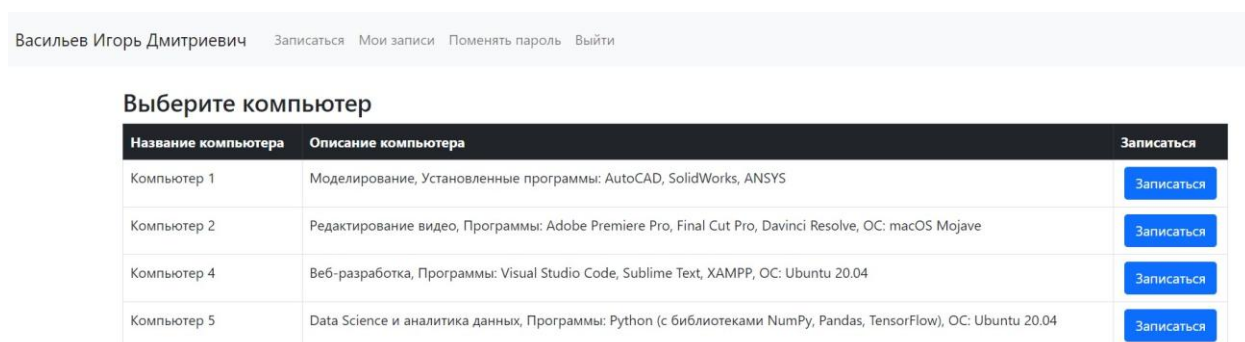 Васильев Игорь Дмитриевич Записаться Мои записи Поменять пароль Выйти
Выберите компьютер
Название компьютера Описание компьютера Записаться
Компьютер 1 Моделирование, Установленные программы: AutoCAD, SolidWorks, ANSYS Записаться
Компьютер 2 Редактирование видео, Программы: Adobe Premiere Pro, Final Cut Pro, Davinci Resolve, ОС: macOS Mojave Записаться
Компьютер 4 Веб-разработка, Программы: Visual Studio Code, Sublime Text, XAMPP, ОС: Ubuntu 20.04 Записаться
Компьютер 5 Data Science и аналитика данных, Программы: Python (с библиотеками NumPy, Pandas, TensorFlow), ОС: Ubuntu 20.04 Записаться